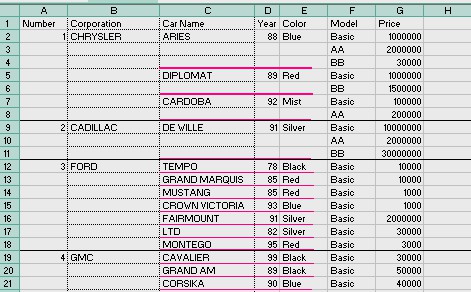 A B C D E F G H
1 Number Corporation Car Name Year Color Model Price
2 1 CHRYSLER ARIES 88 Blue Basic 1000000
3 AA 2000000
4 BB 30000
5 DIPLOMAT 89 Red Basic 1000000
6 BB 1500000
7 CARDOBA 92 Mist Basic 100000
8 AA 200000
9 2 CADILLAC DE VILLE 91 Silver Basic 10000000
10 AA 2000000
11 BB 30000000
12 3 FORD TEMPO 78 Black Basic 10000
13 GRAND MARQUIS 85 Red Basic 10000
14 MUSTANG 85 Red Basic 1000
15 CROWN VICTORIA 93 Blue Basic 1000
16 FAIRMOUNT 91 Silver Basic 2000000
17 LTD 82 Silver Basic 30000
18 MONTEGO 95 Red Basic 3000
19 4 GMC CAVALIER 99 Black Basic 30000
20 GRAND AM 89 Black Basic 50000
21 CORSIKA 90 Blue Basic 40000